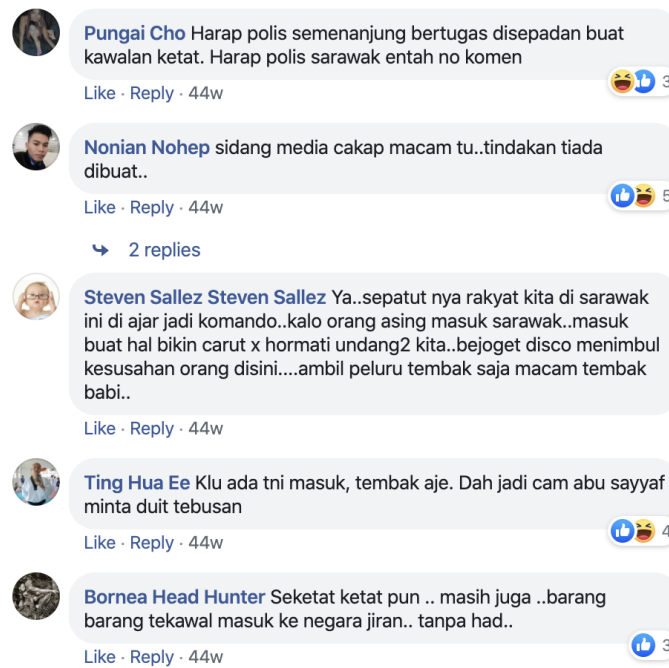 Pungai Cho Harap polis semenanjung bertugas disepadan buat
kawalan ketat. Harap polis sarawak entah no komen
3
Like · Reply · 44w
Nonian Nohep sidang media cakap macam tu..tindakan tiada
dibuat..
5
Like · Reply · 44w
2 replies
Steven Sallez Steven Sallez Ya..sepatut nya rakyat kita di sarawak
ini di ajar jadi komando..kalo orang asing masuk sarawak..masuk
buat hal bikin carut x hormati undang2 kita..bejoget disco menimbul
kesusahan orang disini....ambil peluru tembak saja macam tembak
babi..
Like · Reply · 44w
Ting Hua Ee Klu ada tni masuk, tembak aje. Dah jadi cam abu sayyaf
minta duit tebusan
4
Like · Reply · 44w
Bornea Head Hunter Seketat ketat pun .. masih juga ..barang
barang tekawal masuk ke negara jiran.. tanpa had..
3
Like · Reply · 44w